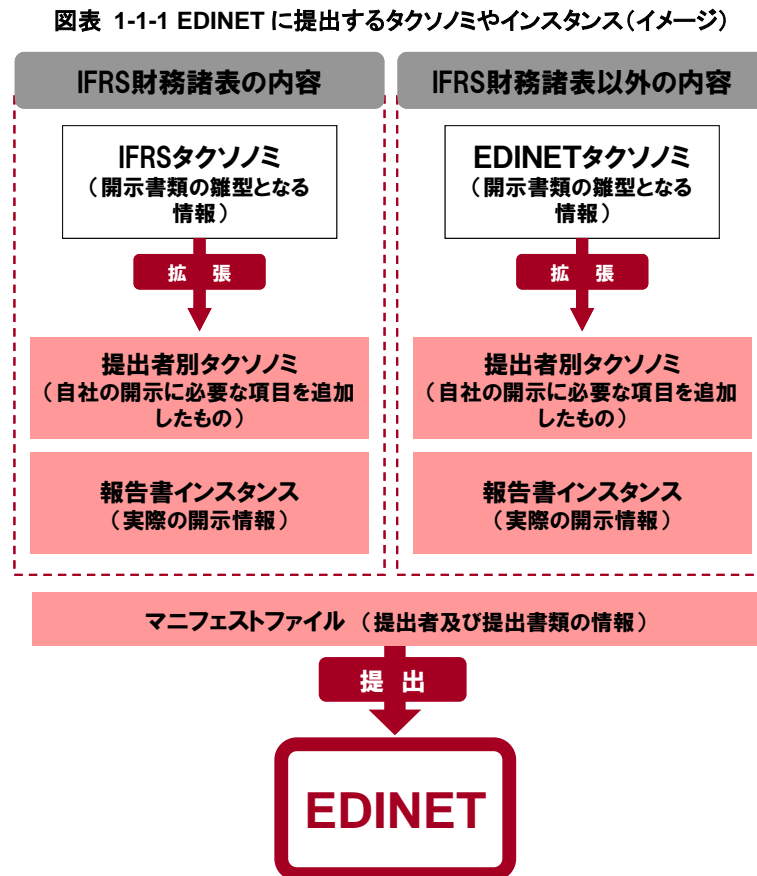 図表 1-1-1 EDINET に提出するタクソノミやインスタンス（イメージ）
IFRS財務諸表の内容
IFRSタクソノミ
（開示書類の雛型となる
情報）
拡 張
提出者別タクソノミ
（自社の開示に必要な項目を追加
したもの）
報告書インスタンス
（実際の開示情報）
IFRS財務諸表以外の内容
EDINETタクソノミ
（開示書類の雛型となる
情報）
拡 張
提出者別タクソノミ
（自社の開示に必要な項目を追加
したもの）
報告書インスタンス
（実際の開示情報）
マニフェストファイル （提出者及び提出書類の情報）
提 出
EDINET